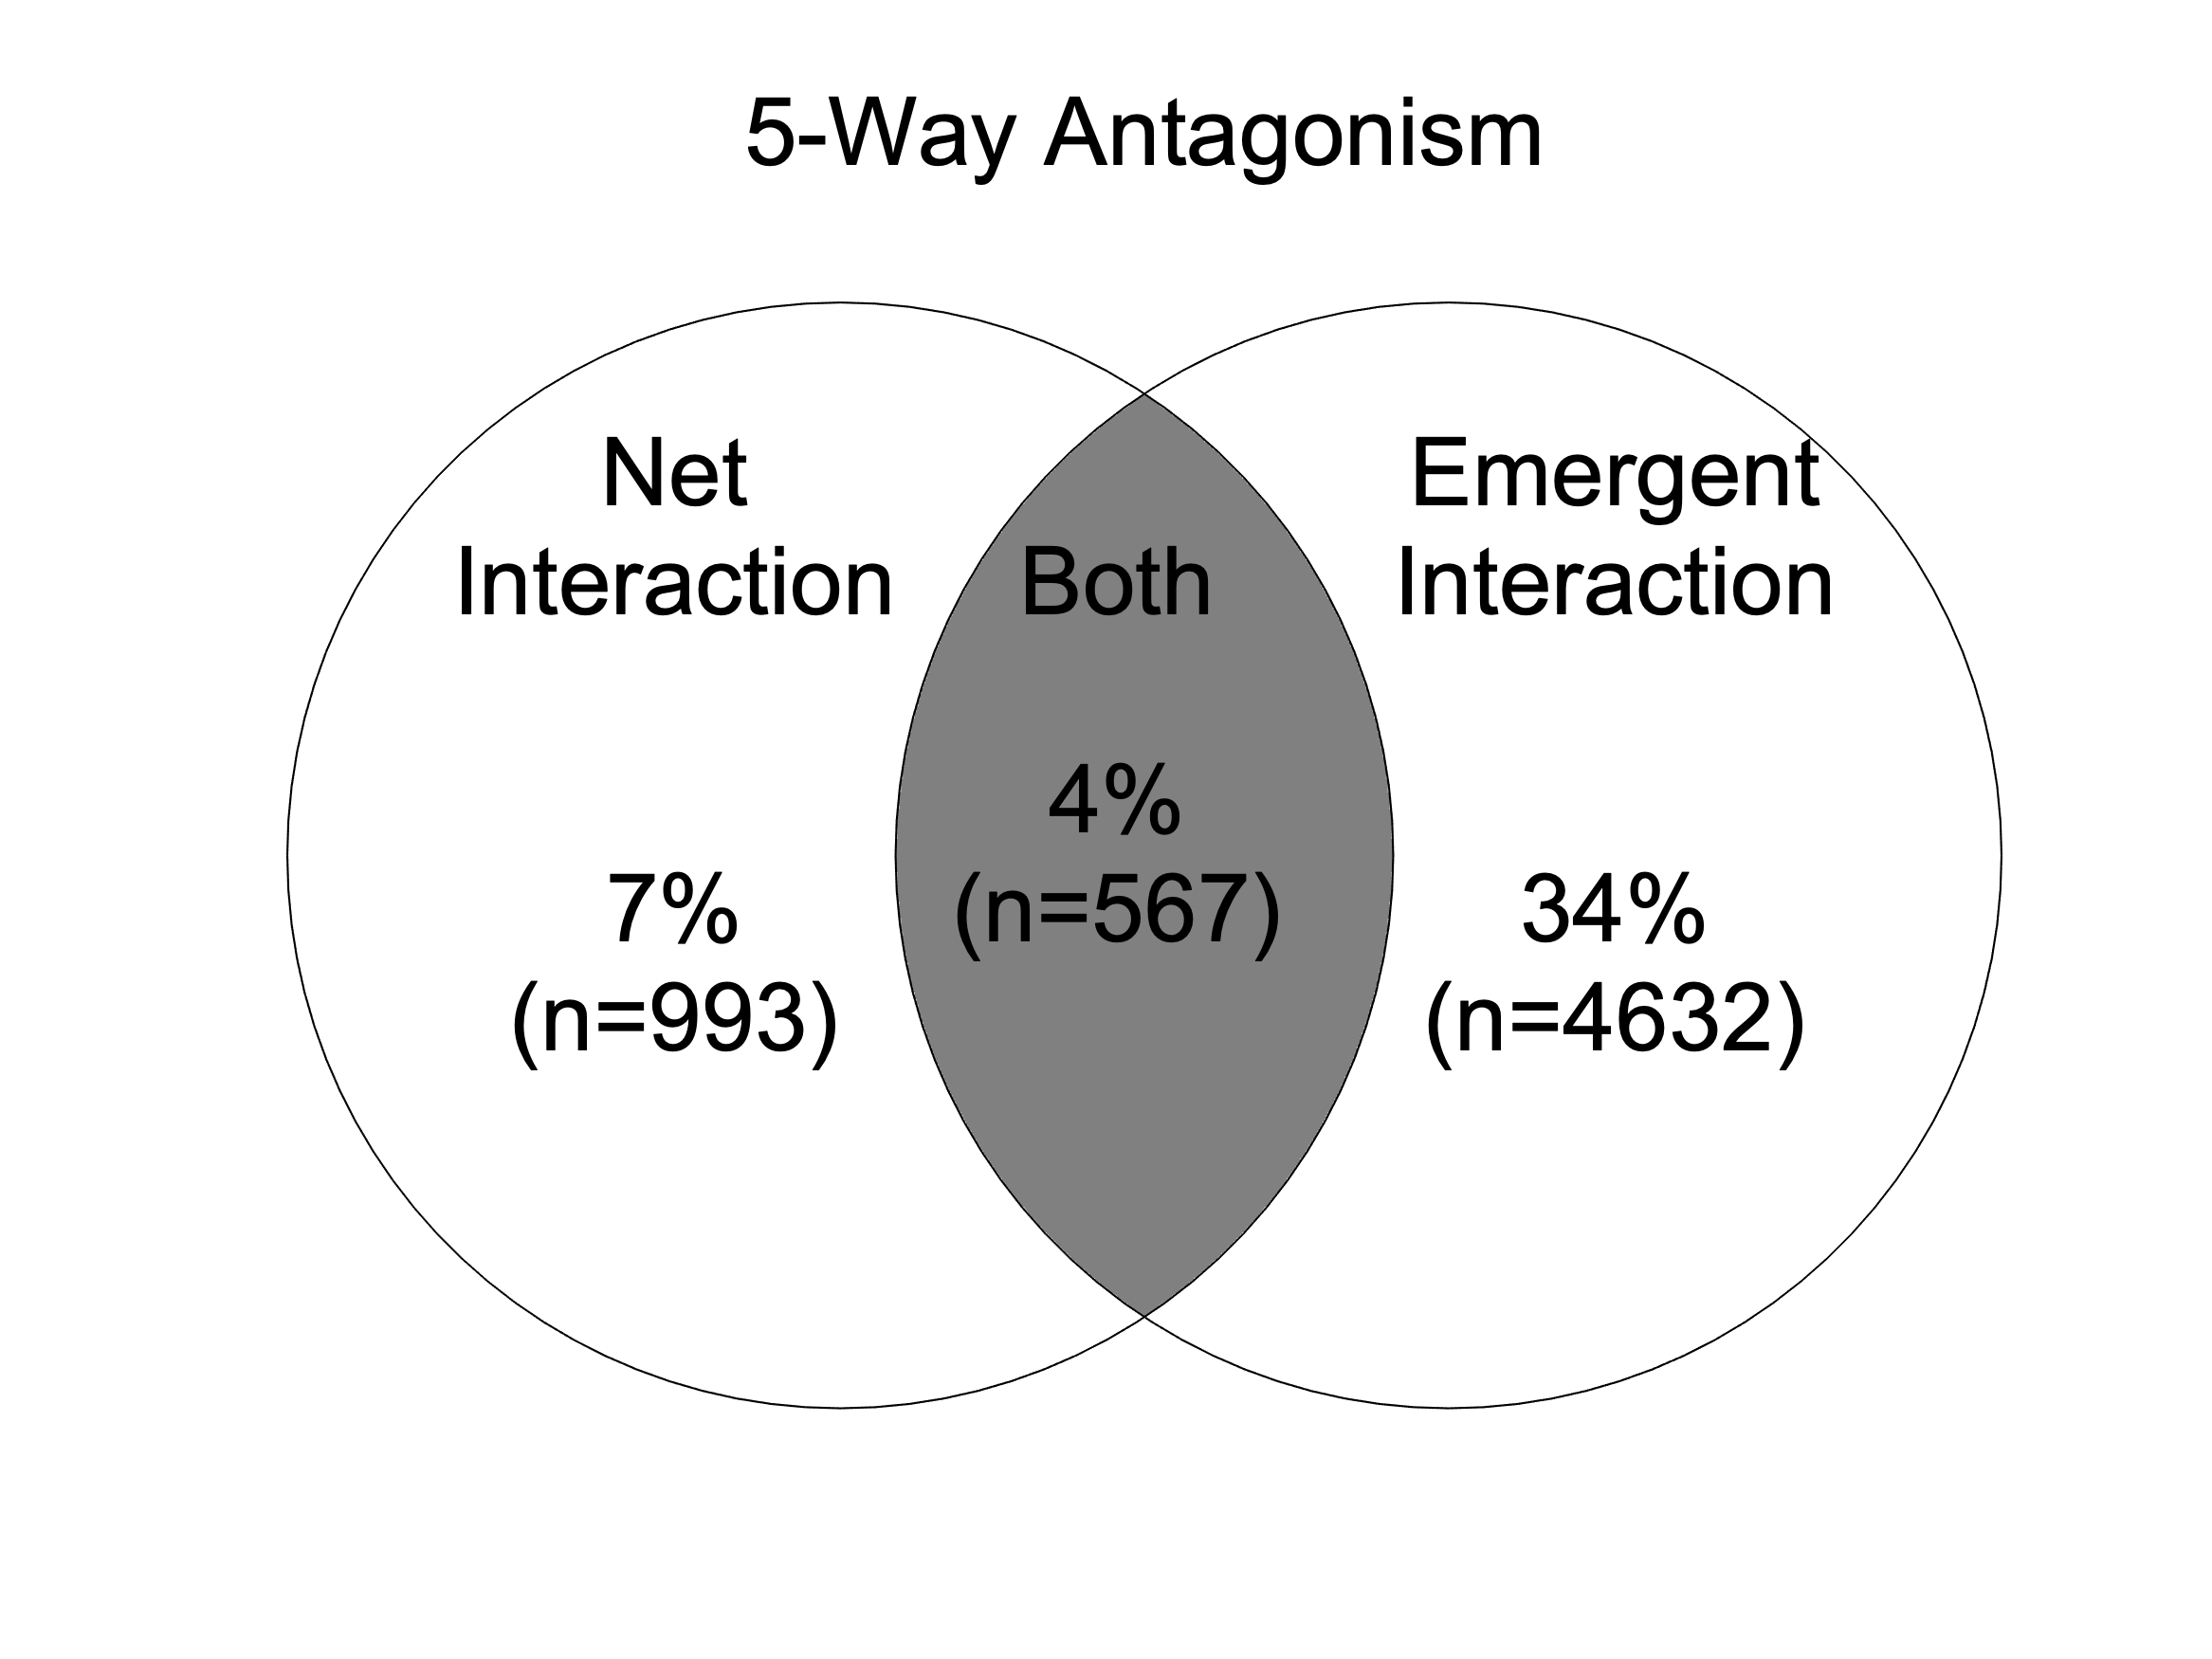 5-Way Antagonism
Net
Interaction
7%
(n=993)
Both
4%
(n=567)
Emergent
Interaction
34%
(n=4632)